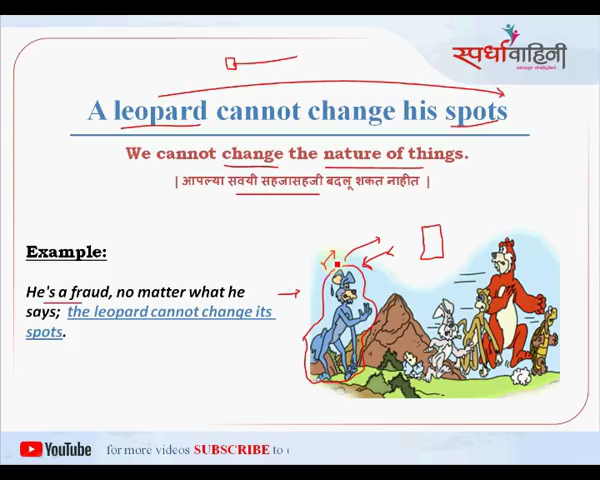 स्पर्धावाहिनी
A leopard cannot change his spots
We cannot change the nature of things.
[ आपल्या सवयी सहजासहजी बदलू शकत नाहीत ]
Example:
He's a fraud, no matter what he
says; the leopard cannot change its
spots.
YouTube for more videos SUBSCRIBE to